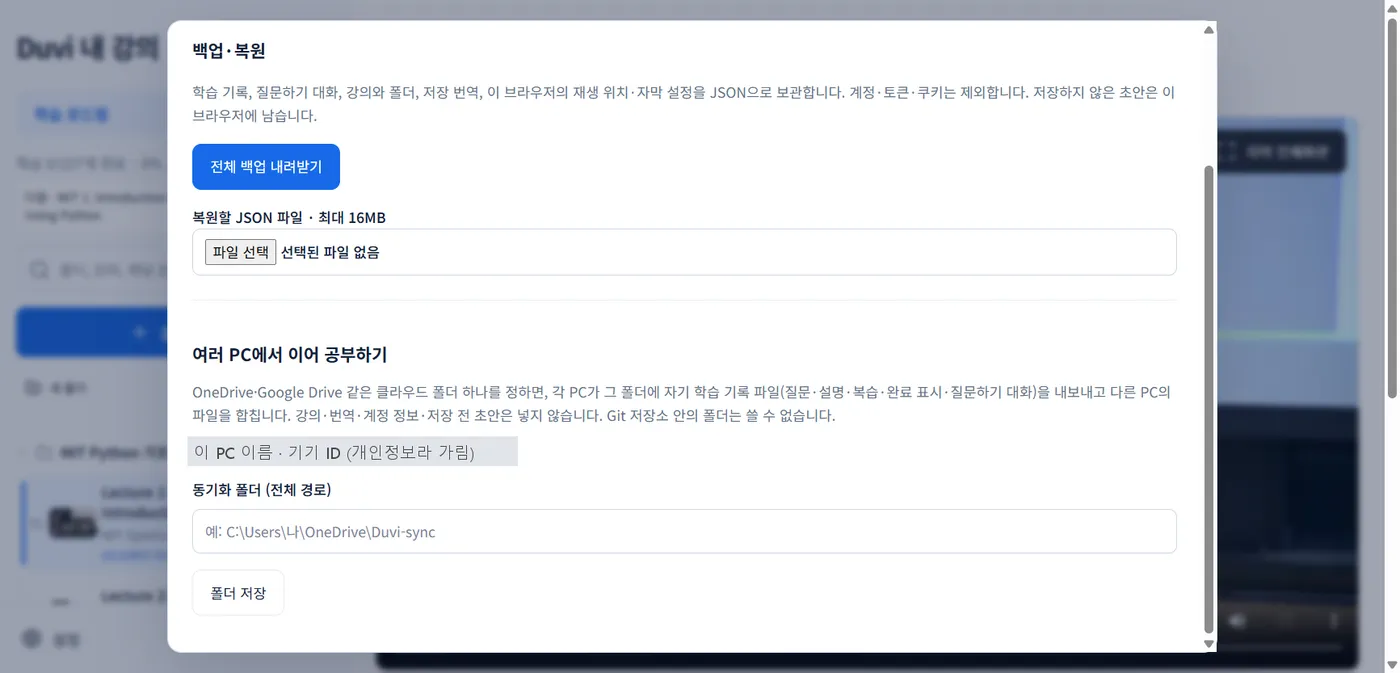 Duvi 내 강의
백업·복원
학습 기록, 질문하기 대화, 강의와 폴더, 저장 번역, 이 브라우저의 재생 위치·자막 설정을 JSON으로 보관합니다. 계정·토큰·쿠키는 제외합니다. 저장하지 않은 초안은 이
브라우저에 남습니다.
전체 백업 내려받기
복원할 JSON 파일 · 최대 16MB
파일 선택 선택된 파일 없음
여러 PC에서 이어 공부하기
OneDrive·Google Drive 같은 클라우드 폴더 하나를 정하면, 각 PC가 그 폴더에 자기 학습 기록 파일(질문·설명·복습·완료 표시·질문하기 대화)을 내보내고 다른 PC의
파일을 합칩니다. 강의·번역·계정 정보·저장 전 초안은 넣지 않습니다. Git 저장소 안의 폴더는 쓸 수 없습니다.
이 PC 이름 · 기기 ID (개인정보라 가림)
동기화 폴더 (전체 경로)
예: C:\Users\나\OneDrive\Duvi-sync
폴더 저장
설정